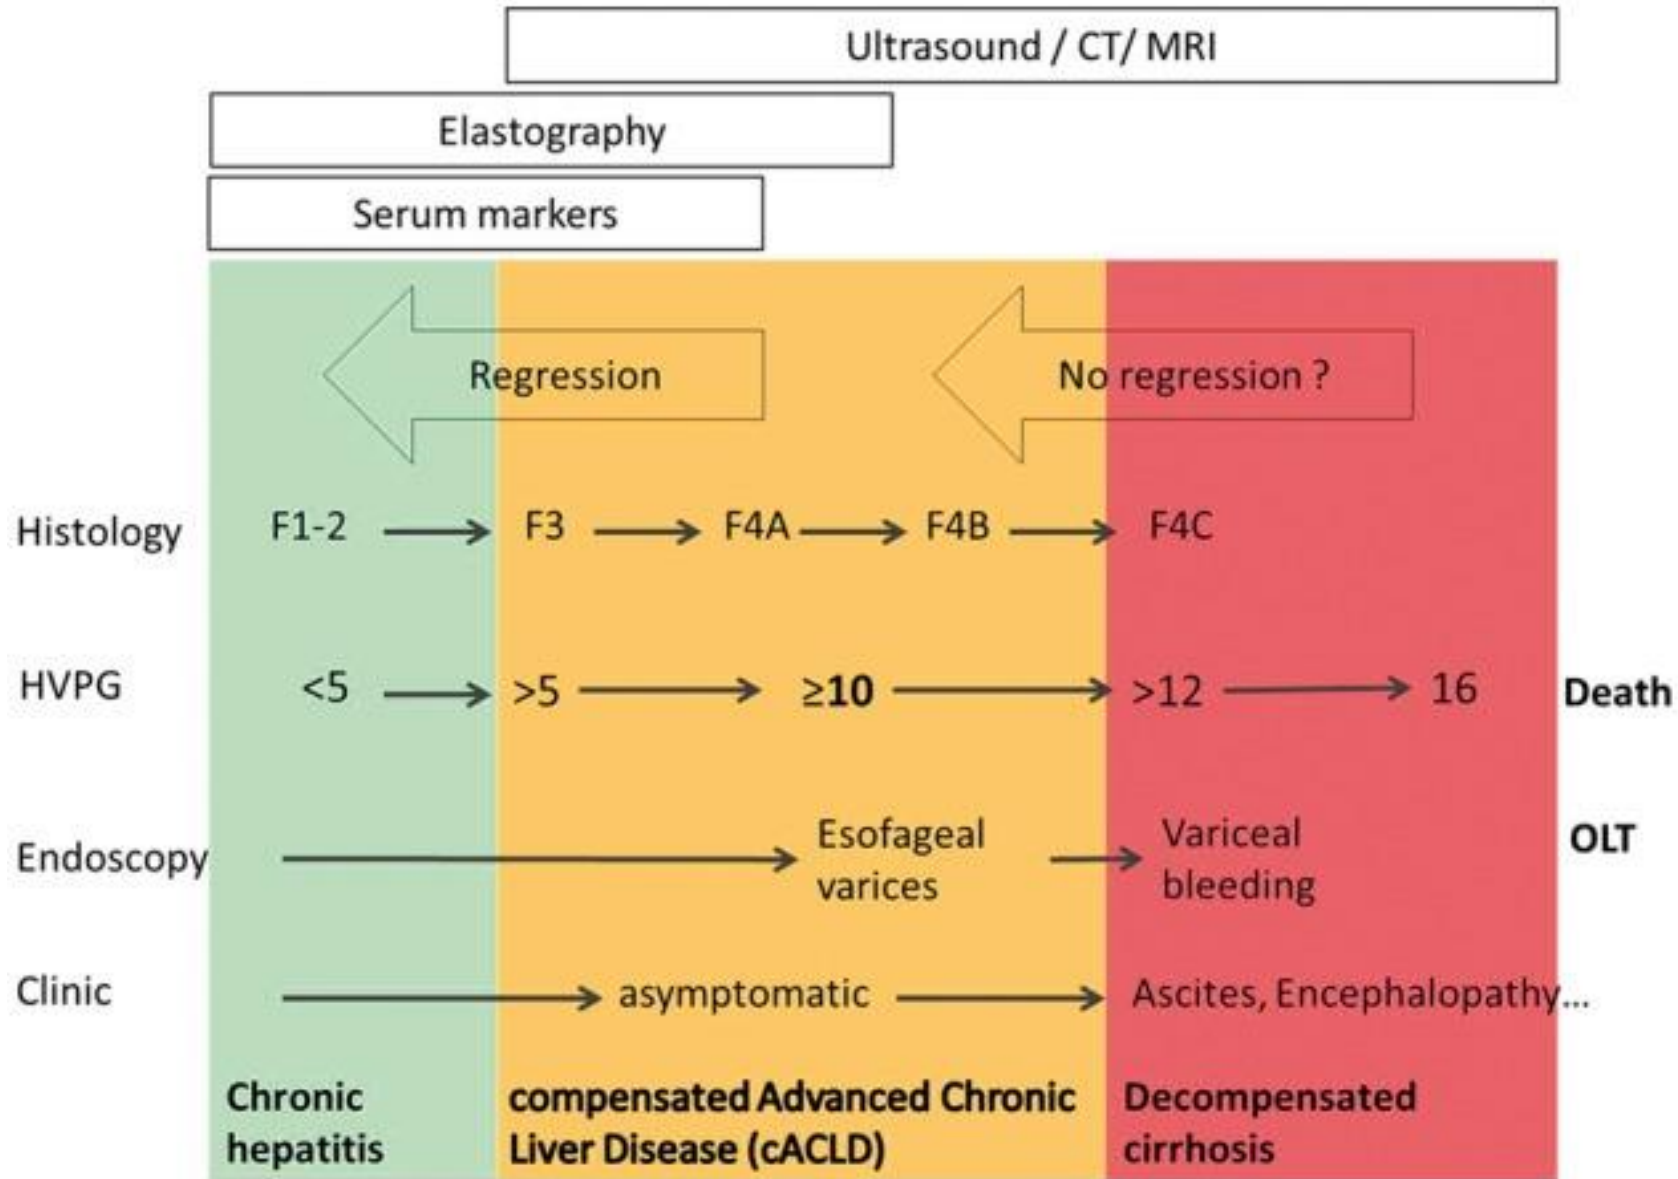 Ultrasound / CT/ MRI
Elastography
Serum markers
Regression
No regression ?
Histology
F1-2
F3
F4A
F4B
F4C
HVPG
<5
>5
≥10
>12
16
Death
Endoscopy
Esofageal
varices
Variceal
bleeding
OLT
Clinic
asymptomatic
Ascites, Encephalopathy...
Chronic
hepatitis
compensated Advanced Chronic
Liver Disease (cACLD)
Decompensated
cirrhosis